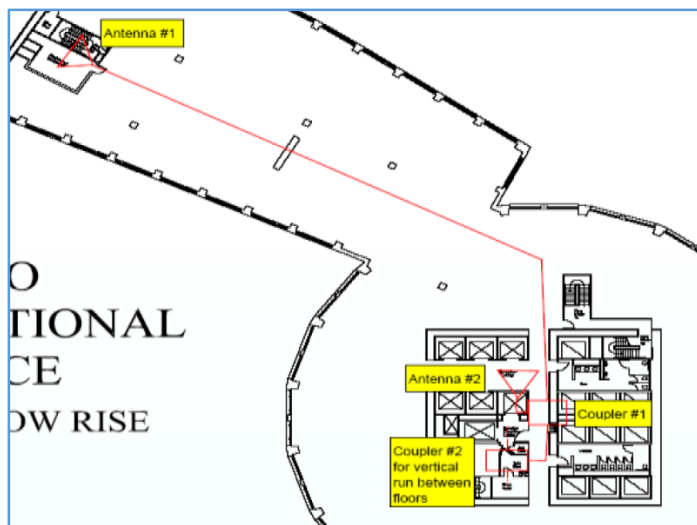 Antenna #1
O
TIONAL
CE
OW RISE
Antenna #2
Coupler #1
Coupler #2
for vertical
run between
floors